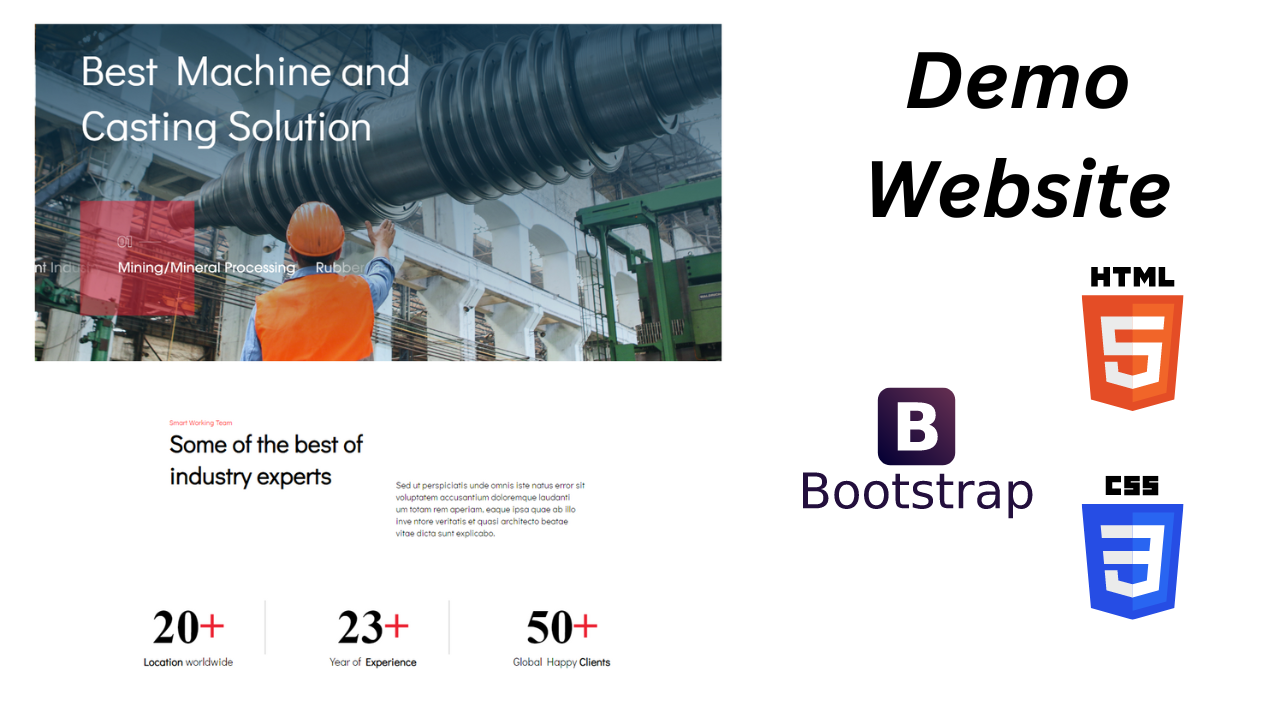 Best Machine and
Casting Solution
01
nt Indus
Mining/Mineral Processing
Rubber
Smart Working Team
Some of the best of
industry experts
Sed ut perspiciatis unde omnis iste natus error sit
voluptatem accusantium doloremque laudanti
um totam rem aperiam, eaque ipsa quae ab illo
inve ntore veritatis et quasi architecto beatae
vitae dicta sunt explicabo.
20+
23+
50+
Location worldwide
Year of Experience
Global Happy Clients
Demo
Website
HTML
5
B
Bootstrap
CSS
3